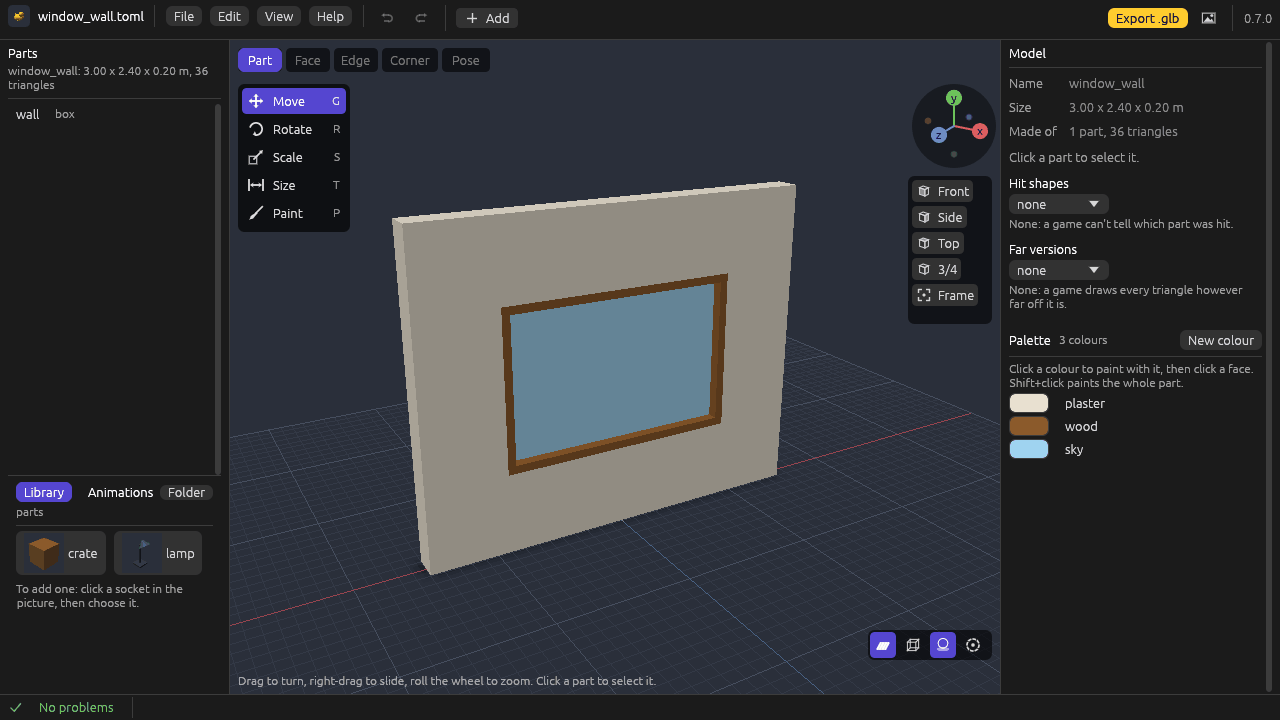 window_wall.toml
File
Edit
View
Help
Add
Export .glb
0.7.0
Parts
window_wall: 3.00 x 2.40 x 0.20 m, 36
triangles
wall box
Library
Animations
Folder
parts
crate
lamp
To add one: click a socket in the
picture, then choose it.
Part
Face
Edge
Corner
Pose
Move G
Rotate R
Scale S
Size T
Paint P
y
x
z
Front
Side
Top
3/4
Frame
Drag to turn, right-drag to slide, roll the wheel to zoom. Click a part to select it.
Model
Name window_wall
Size 3.00 x 2.40 x 0.20 m
Made of 1 part, 36 triangles
Click a part to select it.
Hit shapes
none
None: a game can't tell which part was hit.
Far versions
none
None: a game draws every triangle however
far off it is.
Palette 3 colours
New colour
Click a colour to paint with it, then click a face.
Shift+click paints the whole part.
plaster
wood
sky
No problems